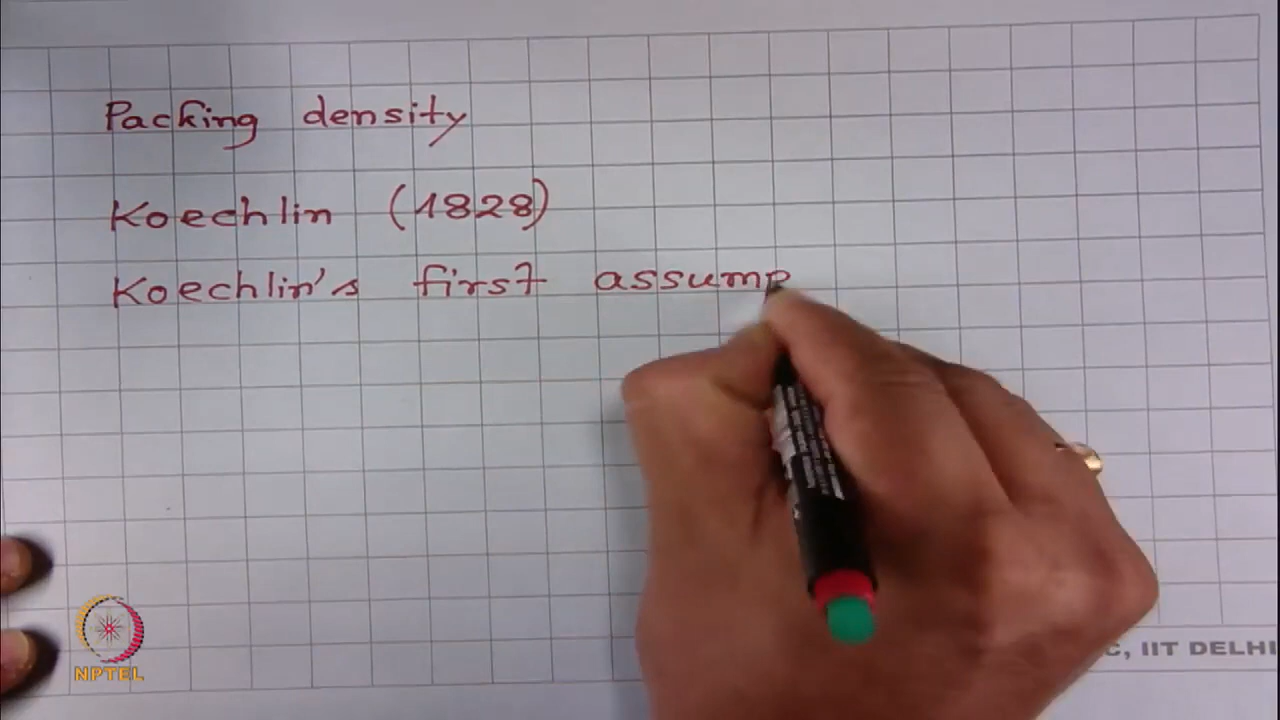 Packing density
Koechlin (1828)
Koechlin's first assump
NPTEL
C, IIT DELHI